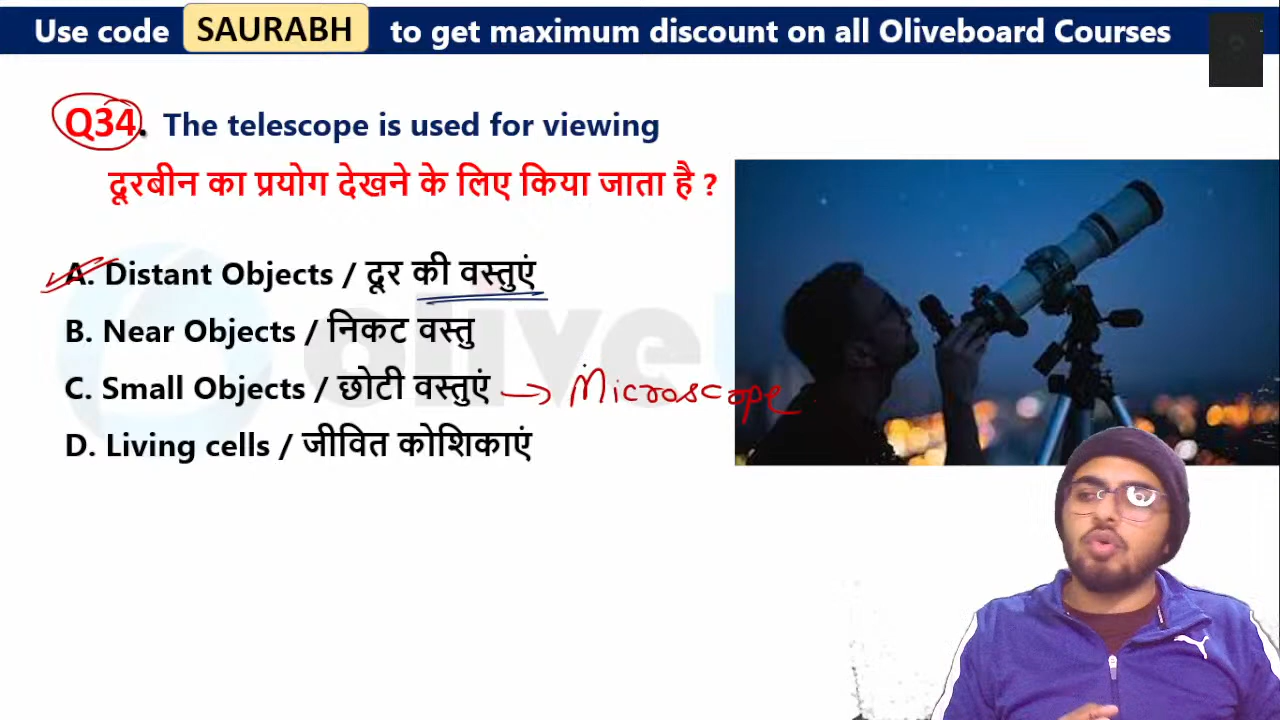 Use code SAURABH to get maximum discount on all Oliveboard Courses
Q34. The telescope is used for viewing
दूरबीन का प्रयोग देखने के लिए किया जाता है ?
A. Distant Objects / दूर की वस्तुएं
B. Near Objects / निकट वस्तु
C. Small Objects / छोटी वस्तुएं → Microscope
D. Living cells / जीवित कोशिकाएं
olive